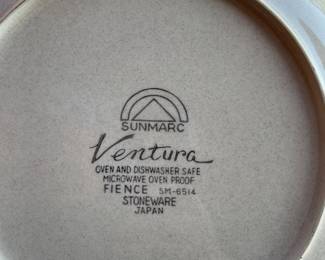 SUNMARC
Ventura
OVEN AND DISHWASHER SAFE
MICROWAVE OVEN PROOF
FIENCE SM-6514
STONEWARE
JAPAN